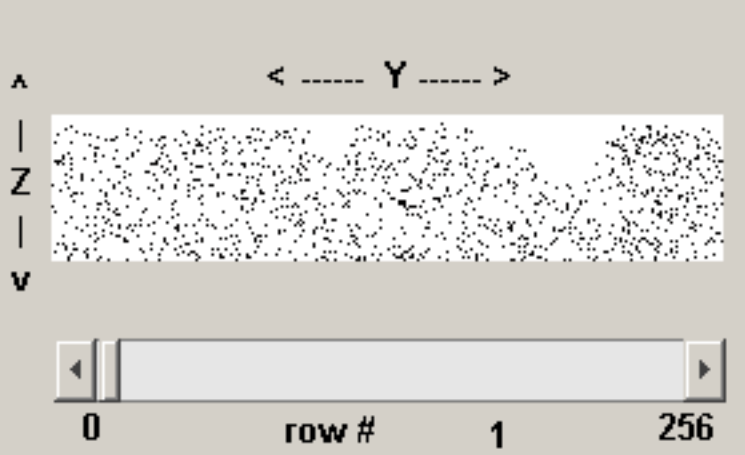 ^
< ------ Y ------ >
|
Z
|
v
0 row # 1 256